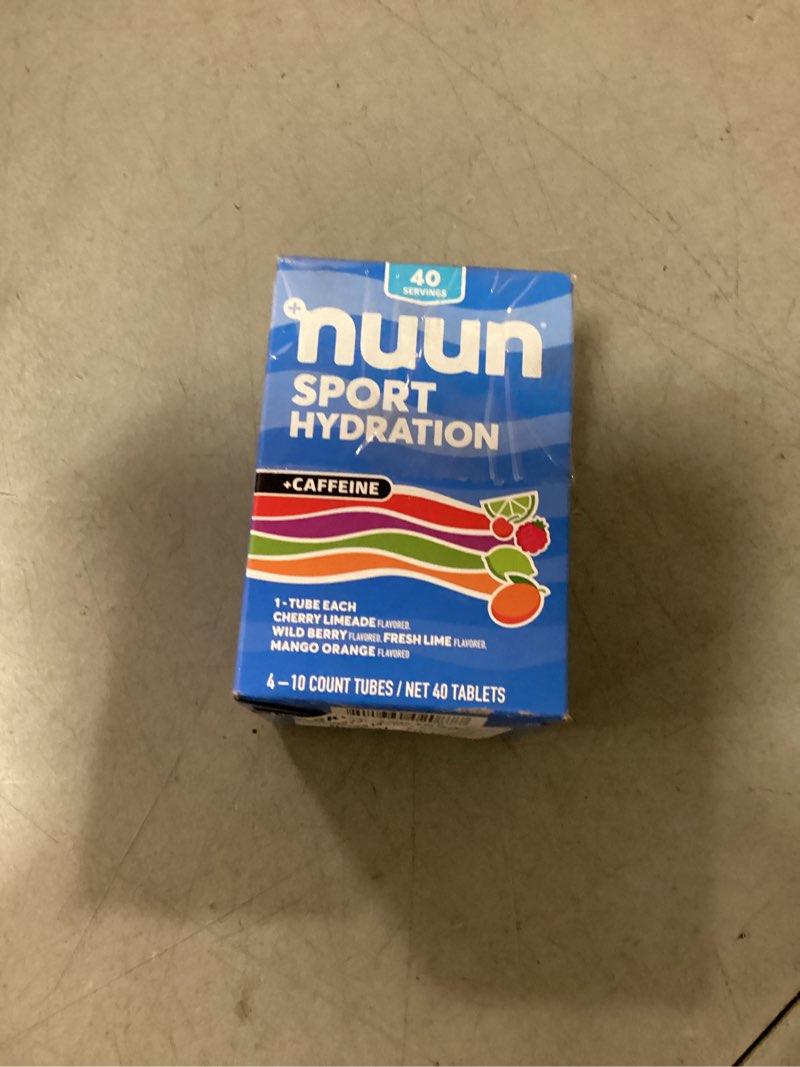 40
SERVINGS
nuun
SPORT
HYDRATION
+CAFFEINE
1-TUBE EACH
CHERRY LIMEADE FLAVORED,
WILD BERRY FLAVORED, FRESH LIME FLAVORED,
MANGO ORANGE FLAVORED
4–10 COUNT TUBES / NET 40 TABLETS